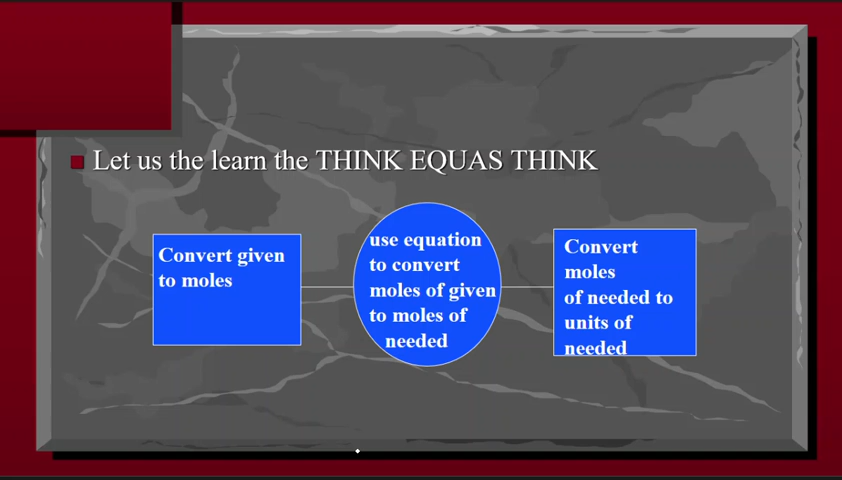 Let us the learn the THINK EQUAS THINK
Convert given
to moles
use equation
to convert
moles of given
to moles of
needed
Convert
moles
of needed to
units of
needed